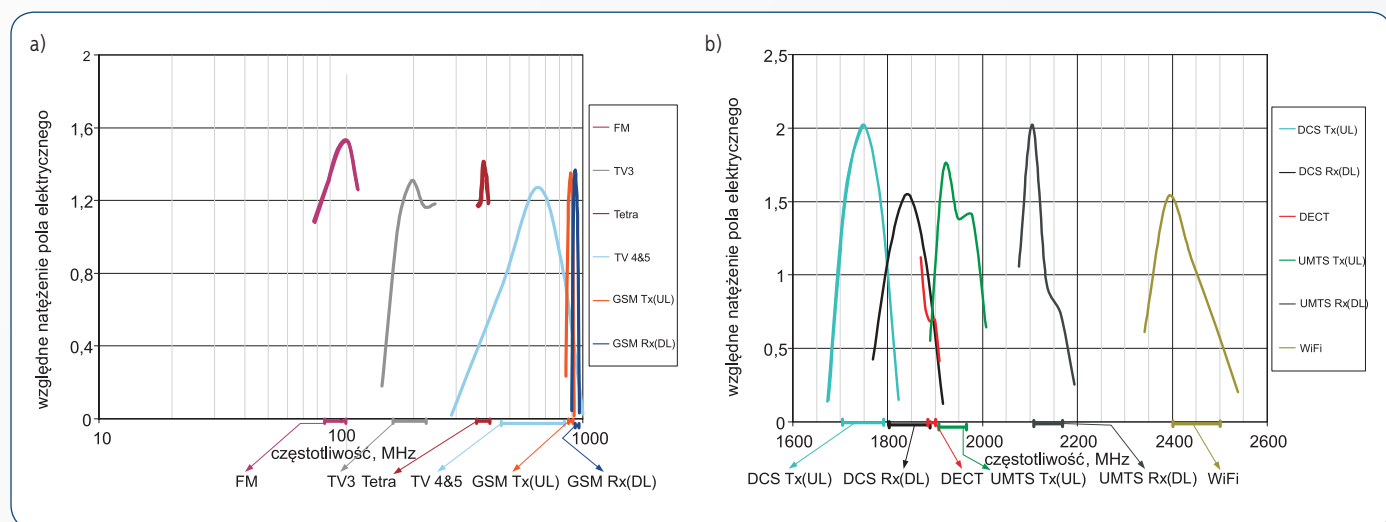 a)
względne natężenie pola elektrycznego
2
1,6
1,2
0,8
0,4
0
10
100
1000
częstotliwość, MHz
FM
TV3
Tetra
TV 4&5
GSM Tx(UL)
GSM Rx(DL)
FM
TV3
Tetra
TV 4&5
GSM Tx(UL)
GSM Rx(DL)
b)
względne natężenie pola elektrycznego
2,5
2
1,5
1
0,5
0
1600
1800
2000
2200
2400
2600
częstotliwość, MHz
DCS Tx(UL)
DCS Rx(DL)
DECT
UMTS Tx(UL)
UMTS Rx(DL)
WiFi
DCS Tx(UL)
DCS Rx(DL)
DECT
UMTS Tx(UL)
UMTS Rx(DL)
WiFi